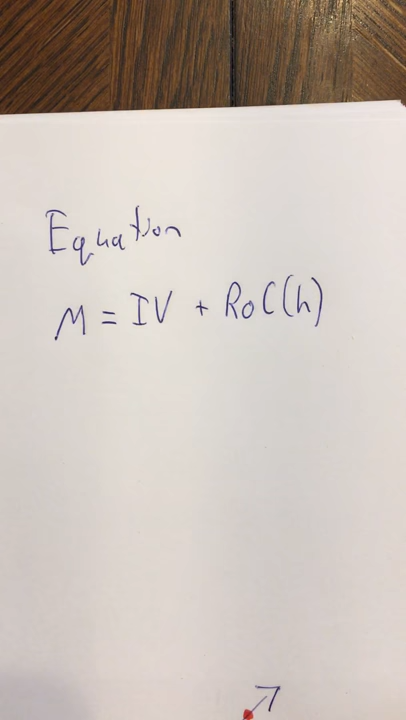 Equation
M = IV + RoC(h)